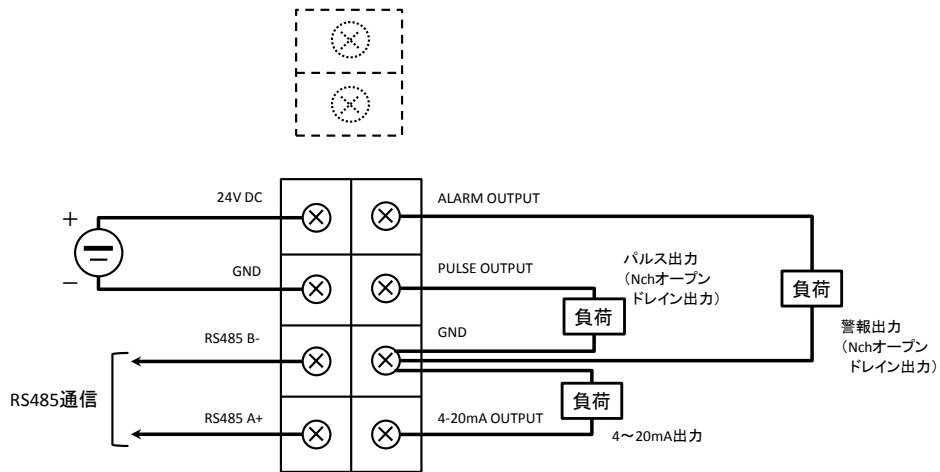 24V DC
ALARM OUTPUT
+
GND
PULSE OUTPUT
パルス出力
(Nchオープン
ドレイン出力)
−
負荷
負荷
RS485 B-
GND
警報出力
(Nchオープン
ドレイン出力)
RS485通信
RS485 A+
4-20mA OUTPUT
負荷
4～20mA出力